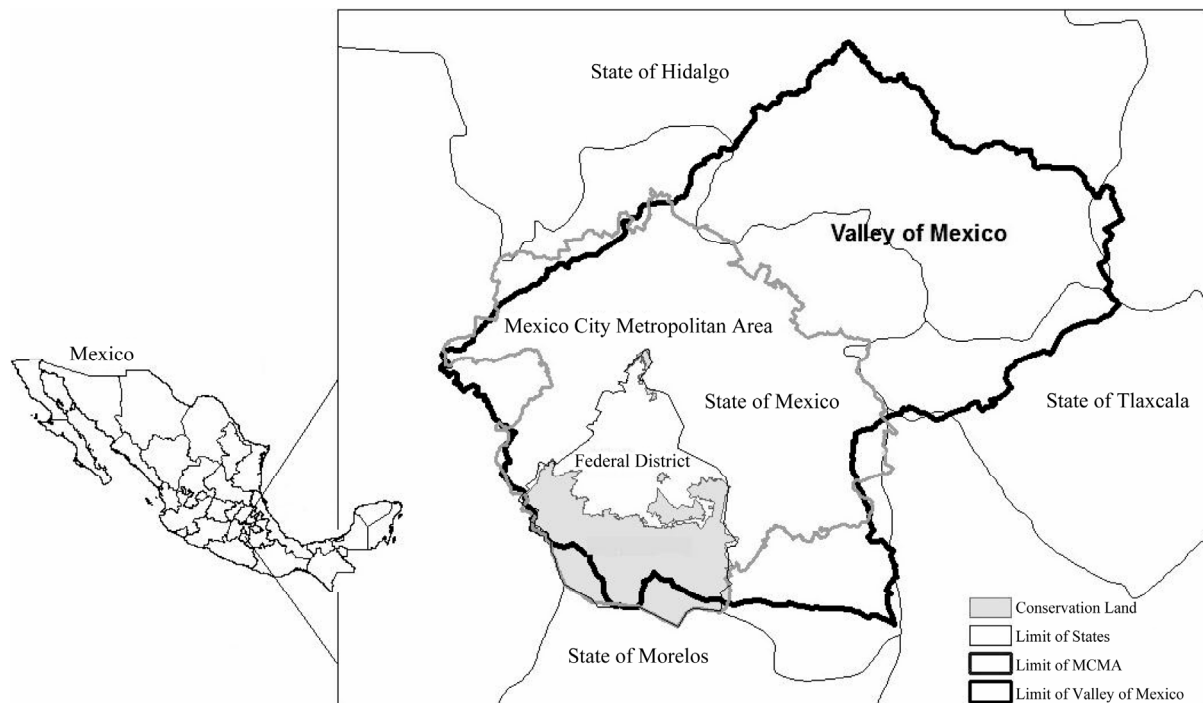 State of Hidalgo
Valley of Mexico
Mexico City Metropolitan Area
Mexico
State of Mexico
State of Tlaxcala
Federal District
Conservation Land
Limit of States
State of Morelos
Limit of MCMA
Limit of Valley of Mexico